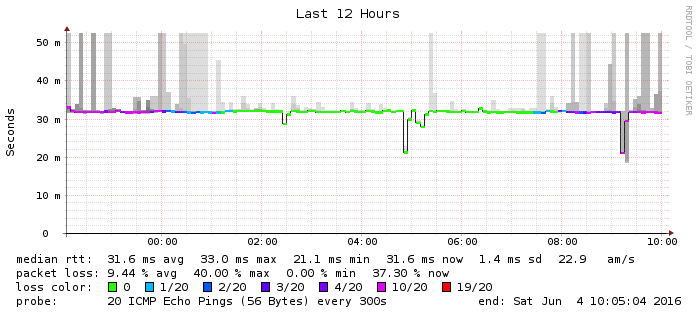 Last 12 Hours
RRDTOOL / TOBI OETIKER
Seconds
50 m
40 m
30 m
20 m
10 m
0
00:00 02:00 04:00 06:00 08:00 10:00
median rtt: 31.6 ms avg 33.0 ms max 21.1 ms min 31.6 ms now 1.4 ms sd 22.9 am/s
packet loss: 9.44 % avg 40.00 % max 0.00 % min 37.30 % now
loss color: 0 1/20 2/20 3/20 4/20 10/20 19/20
probe: 20 ICMP Echo Pings (56 Bytes) every 300s end: Sat Jun 4 10:05:04 2016